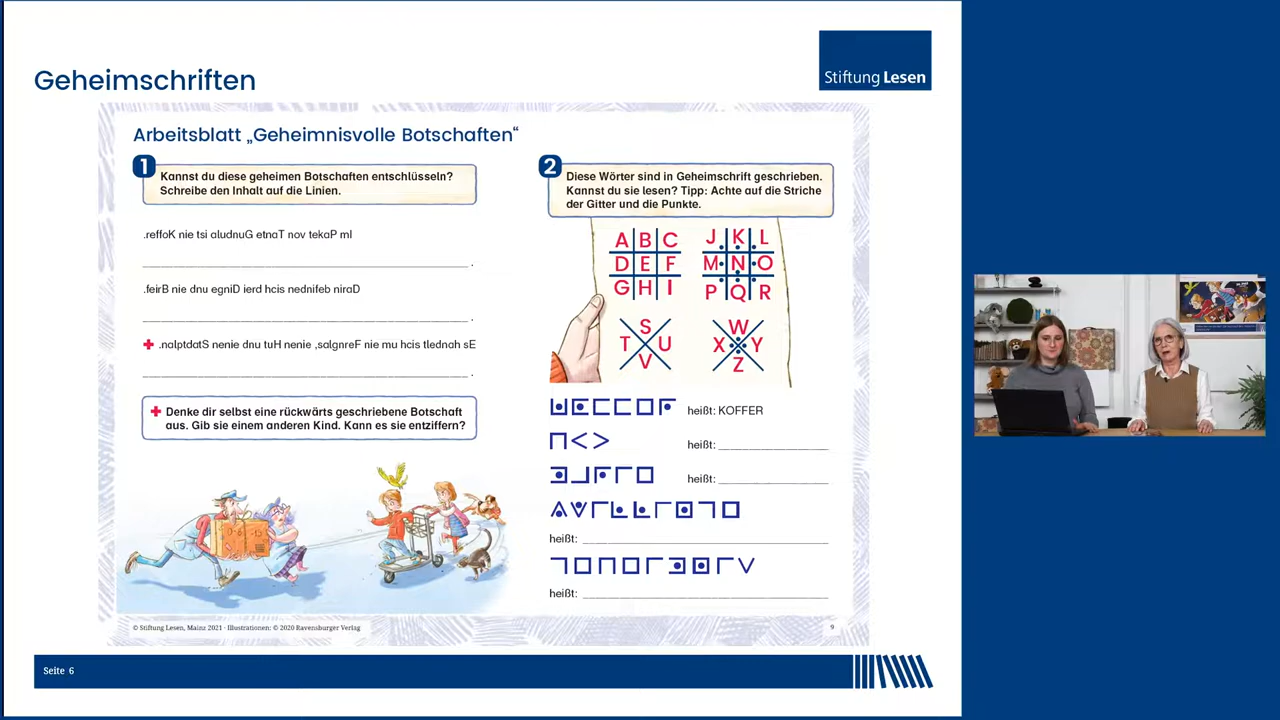 Geheimschriften
Stiftung Lesen
Arbeitsblatt „Geheimnisvolle Botschaften“
1
Kannst du diese geheimen Botschaften entschlüsseln?
Schreibe den Inhalt auf die Linien.
.reffoK nie tsi aludnuG etnaT nov tekaP mI
.feirB nie dnu egniD ierd hcis nednifeb niraD
.nalptdatS nenie dnu tuH nenie ,salgnreF nie mu hcis tlednah sE
Denke dir selbst eine rückwärts geschriebene Botschaft
aus. Gib sie einem anderen Kind. Kann es sie entziffern?
2
Diese Wörter sind in Geheimschrift geschrieben.
Kannst du sie lesen? Tipp: Achte auf die Striche
der Gitter und die Punkte.
A B C J K L
D E F M N O
G H I P Q R
S W
T U X Y
V Z
heißt: KOFFER
heißt:
heißt:
heißt:
heißt:
© Stiftung Lesen, Mainz 2021 · Illustrationen: © 2020 Ravensburger Verlag
9
Seite 6